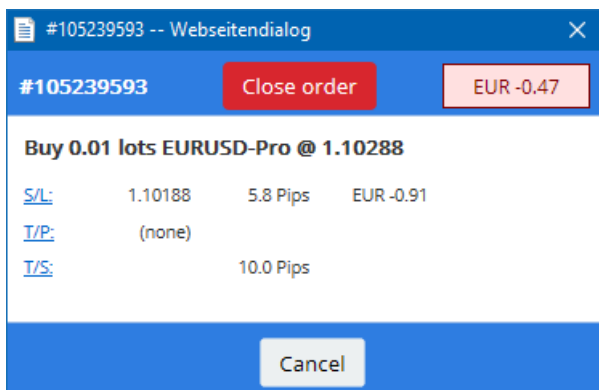 #105239593 -- Webseitendialog
#105239593 Close order EUR -0.47
Buy 0.01 lots EURUSD-Pro @ 1.10288
S/L: 1.10188 5.8 Pips EUR -0.91
T/P: (none)
T/S: 10.0 Pips
Cancel